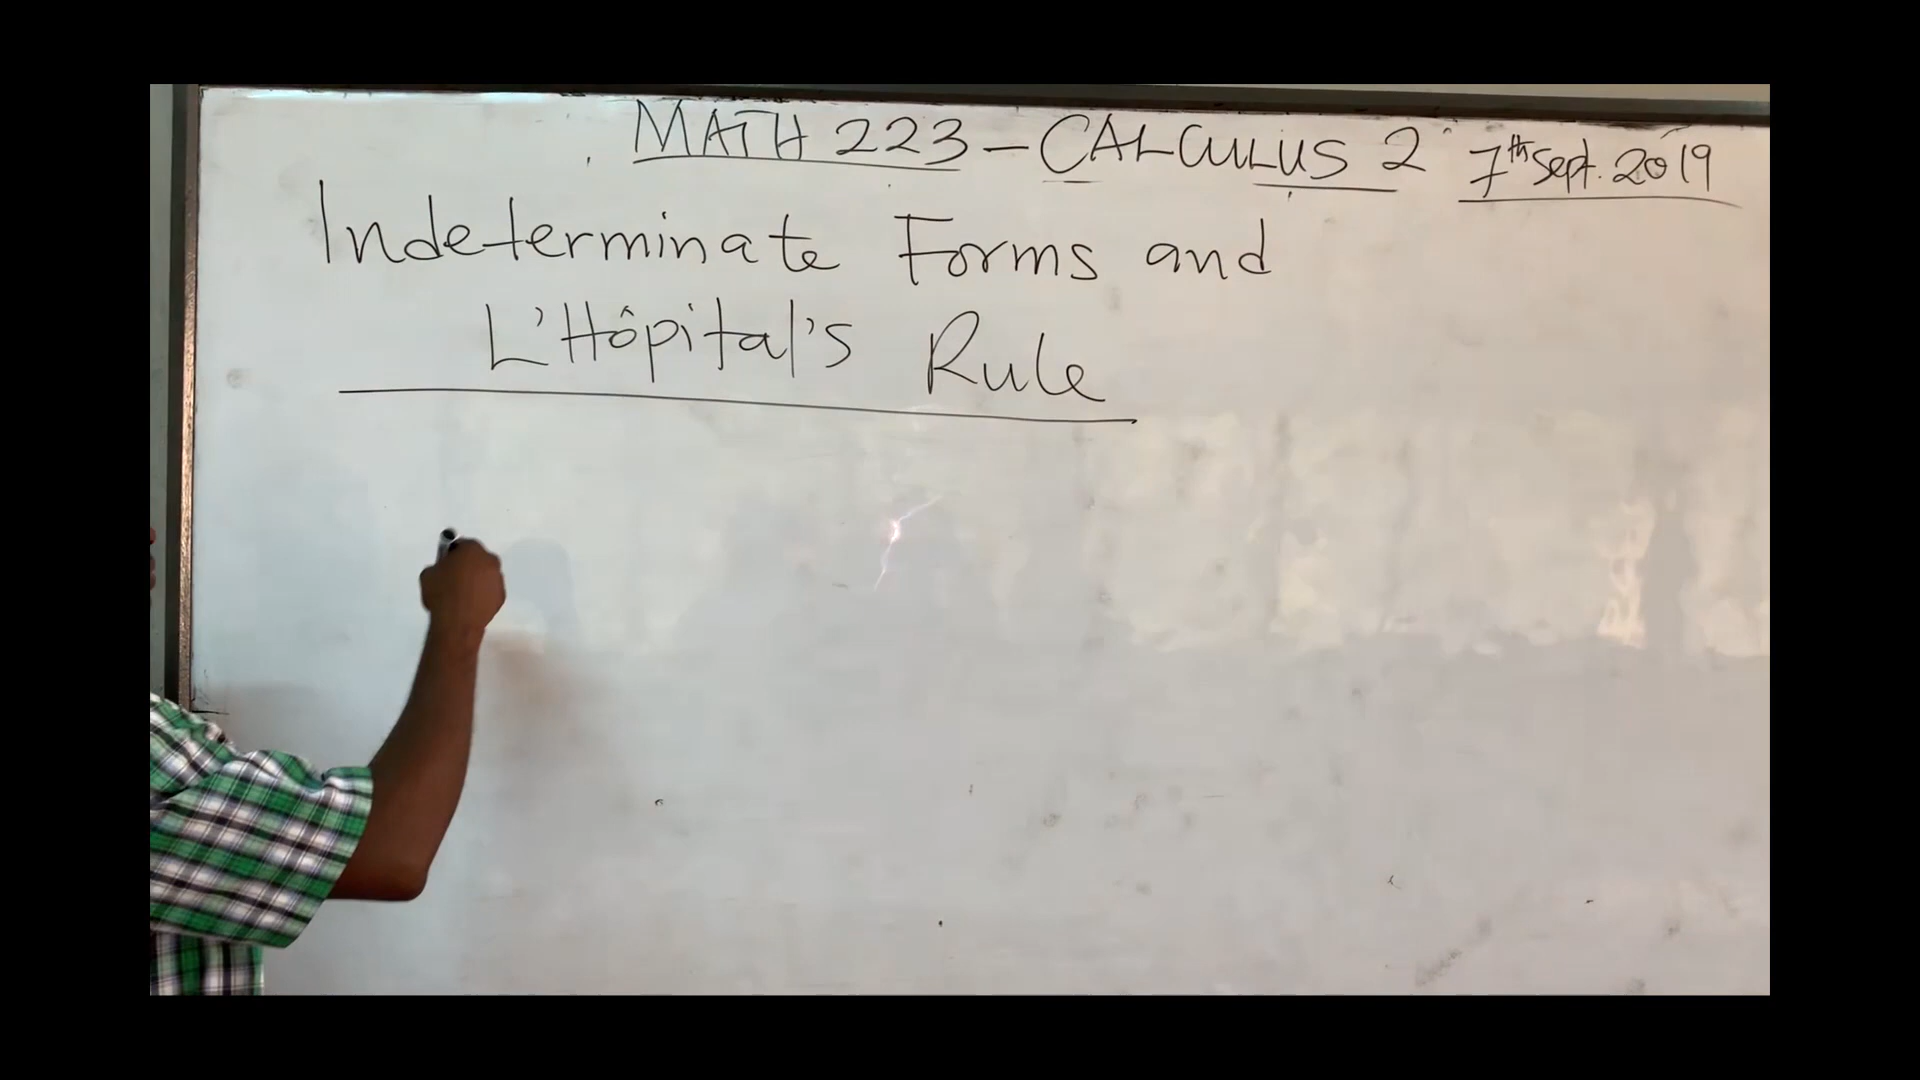 MATH 223 - CALCULUS 2 7th Sept. 2019
Indeterminate Forms and
L'Hôpital's Rule